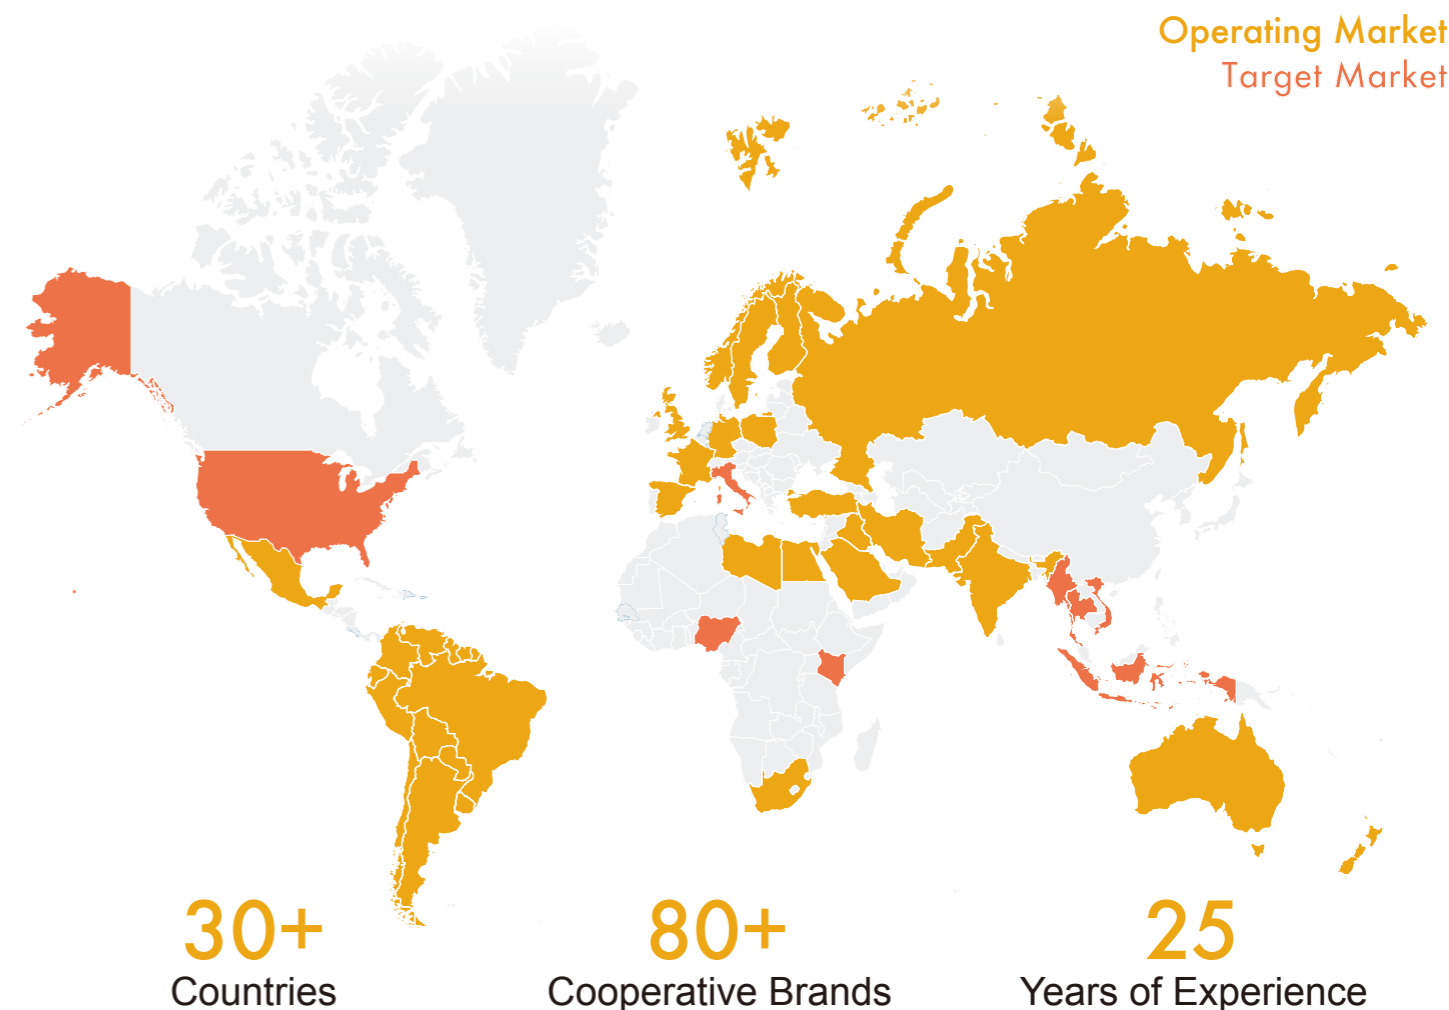 Operating Market
Target Market
30+
Countries
80+
Cooperative Brands
25
Years of Experience